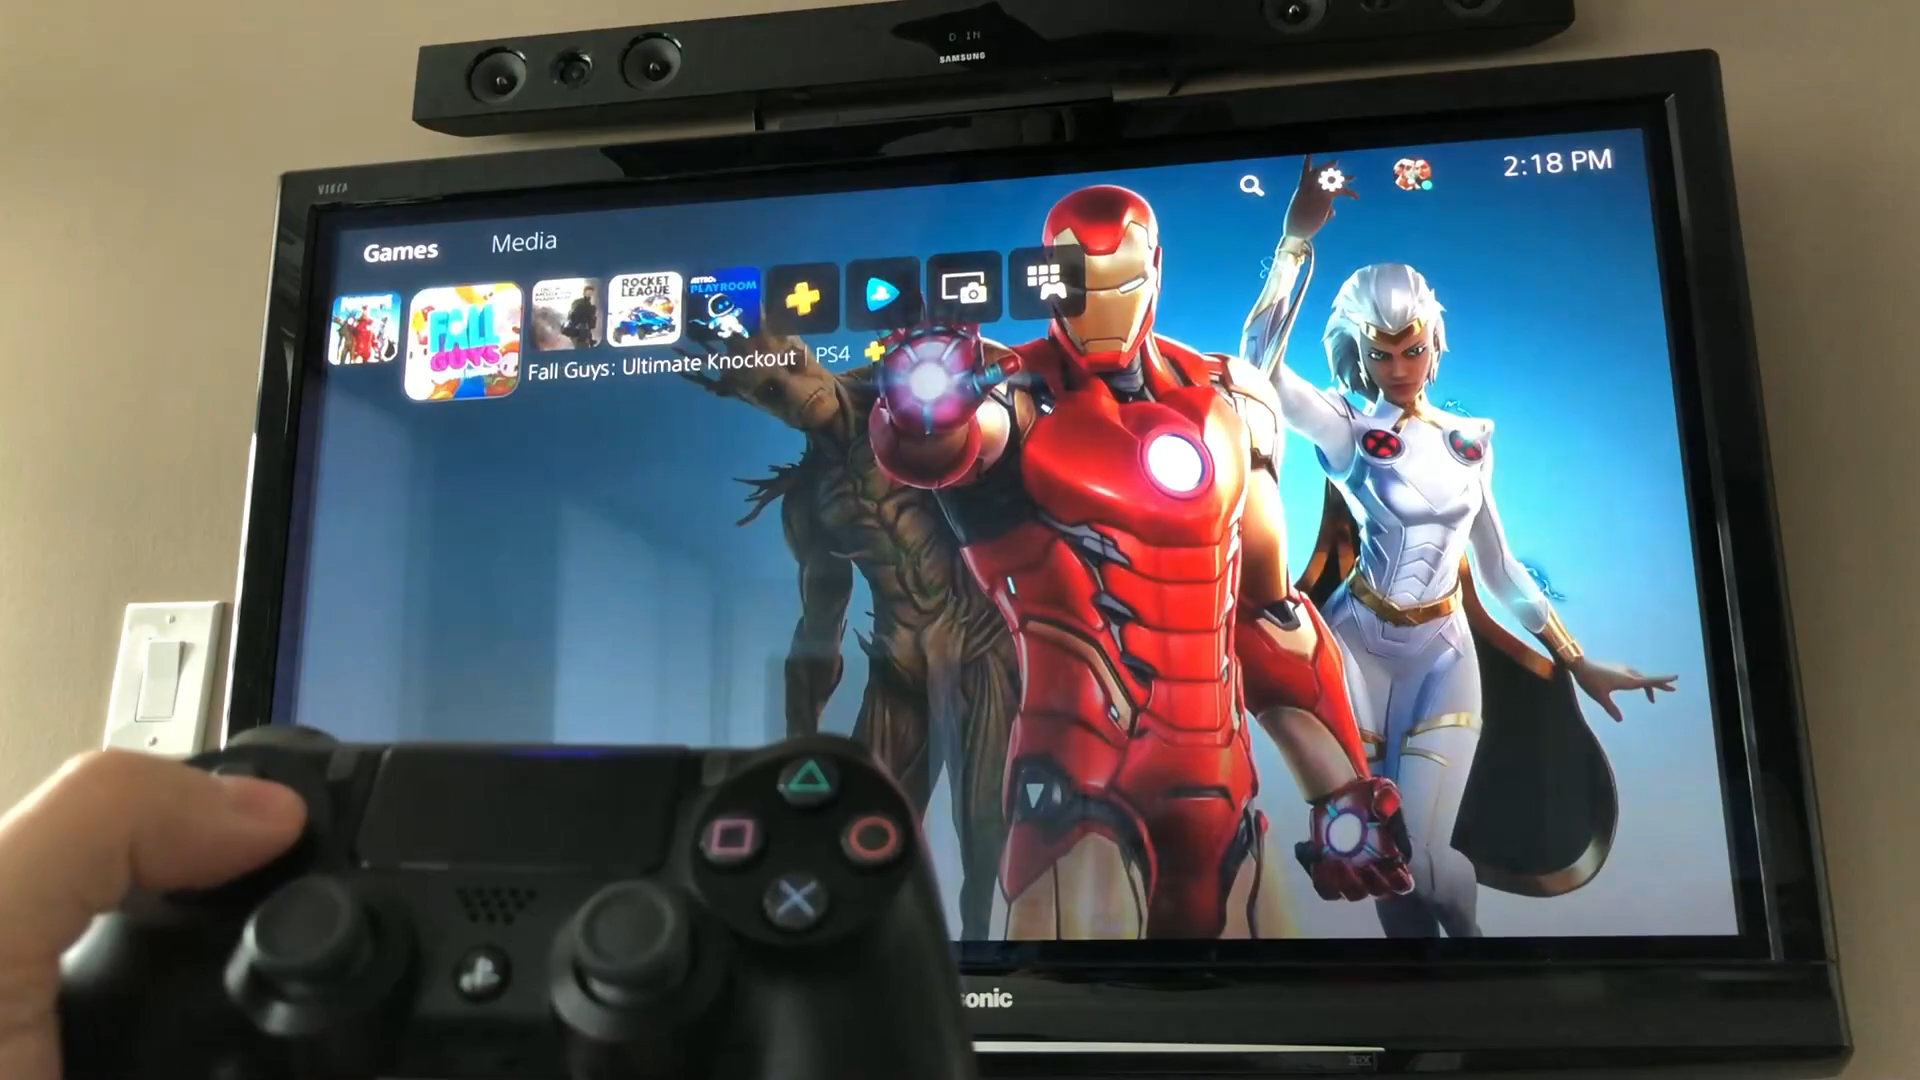 D IN
SAMSUNG
VIERA
2:18 PM
Games
Media
FALL
GUYS
ROCKET
LEAGUE
ASTRO's
PLAYROOM
Fall Guys: Ultimate Knockout | PS4
sonic